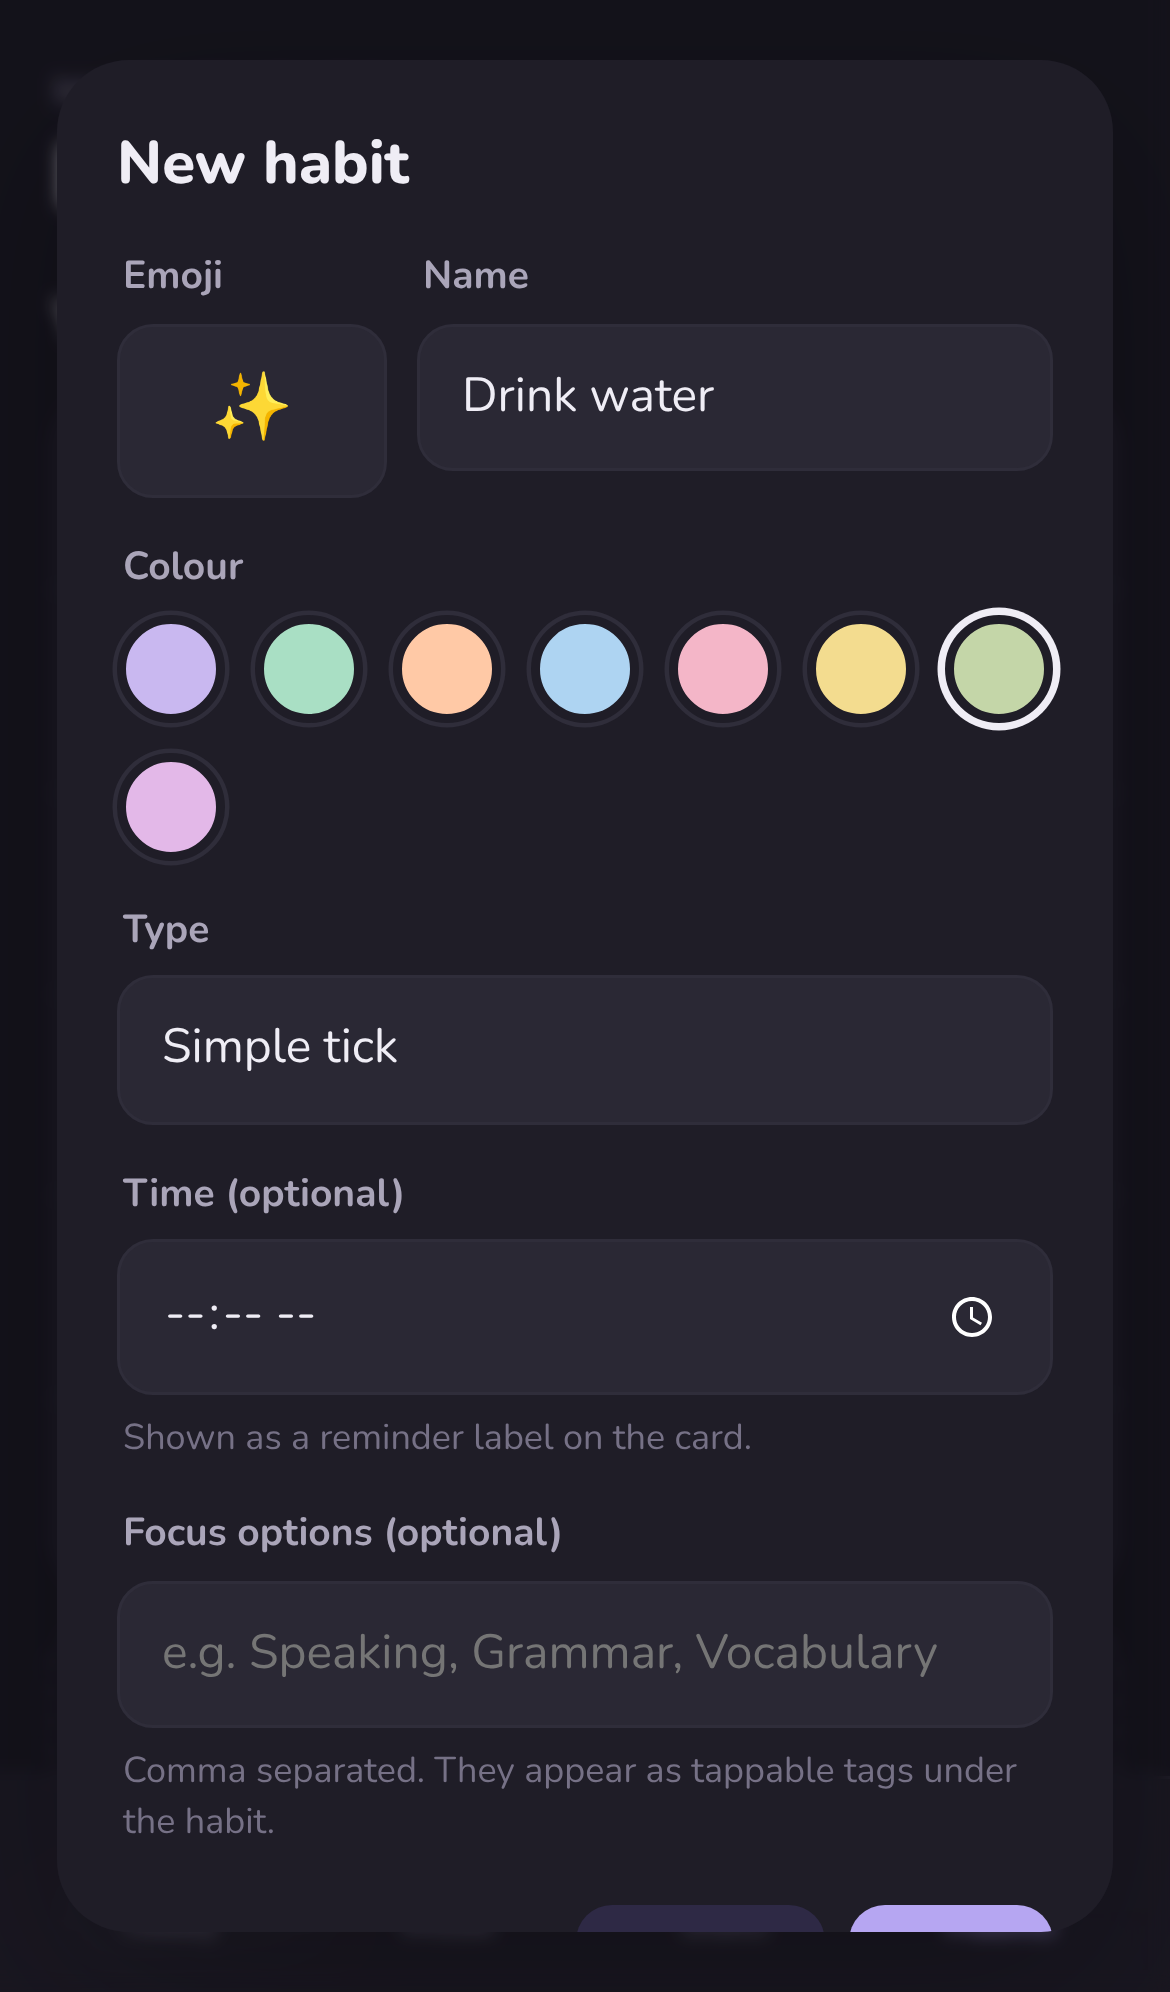 New habit
Emoji
Name
✨
Drink water
Colour
Type
Simple tick
Time (optional)
--:-- --
Shown as a reminder label on the card.
Focus options (optional)
e.g. Speaking, Grammar, Vocabulary
Comma separated. They appear as tappable tags under
the habit.